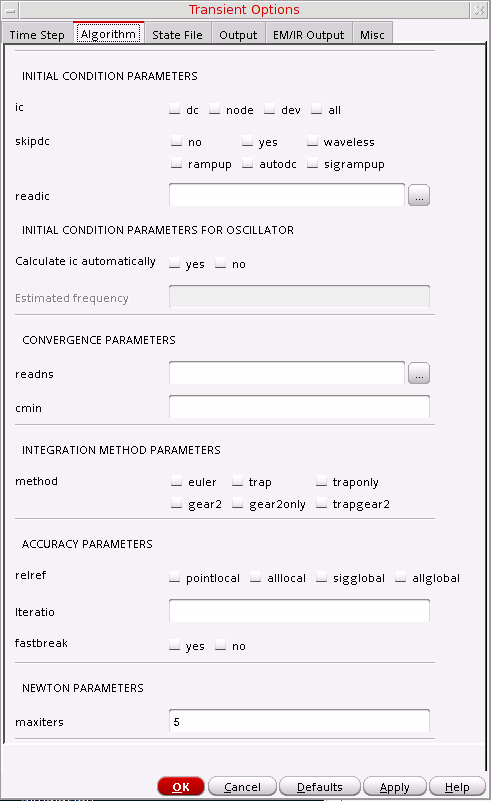 Transient Options
Time Step Algorithm State File Output EM/IR Output Misc
INITIAL CONDITION PARAMETERS
ic dc node dev all
skipdc no yes waveless
rampup autodc sigrampup
readic ...
INITIAL CONDITION PARAMETERS FOR OSCILLATOR
Calculate ic automatically yes no
Estimated frequency
CONVERGENCE PARAMETERS
readns ...
cmin
INTEGRATION METHOD PARAMETERS
method euler trap traponly
gear2 gear2only trapgear2
ACCURACY PARAMETERS
relref pointlocal alllocal sigglobal allglobal
lteratio
fastbreak yes no
NEWTON PARAMETERS
maxiters 5
OK Cancel Defaults Apply Help